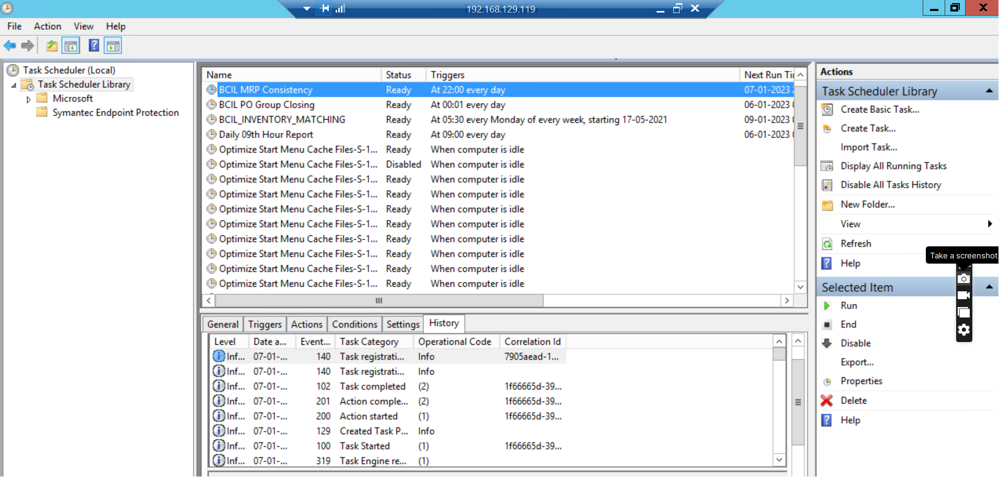 192.168.129.119
File Action View Help
Task Scheduler (Local)
Task Scheduler Library
Microsoft
Symantec Endpoint Protection
Name Status Triggers Next Run Ti
BCIL MRP Consistency Ready At 22:00 every day 07-01-2023
BCIL PO Group Closing Ready At 00:01 every day 06-01-2023
BCIL_INVENTORY_MATCHING Ready At 05:30 every Monday of every week, starting 17-05-2021 09-01-2023
Daily 09th Hour Report Ready At 09:00 every day 06-01-2023
Optimize Start Menu Cache Files-S-1... Ready When computer is idle
Optimize Start Menu Cache Files-S-1... Disabled When computer is idle
Optimize Start Menu Cache Files-S-1... Ready When computer is idle
Optimize Start Menu Cache Files-S-1... Ready When computer is idle
Optimize Start Menu Cache Files-S-1... Ready When computer is idle
Optimize Start Menu Cache Files-S-1... Ready When computer is idle
Optimize Start Menu Cache Files-S-1... Ready When computer is idle
Optimize Start Menu Cache Files-S-1... Ready When computer is idle
Optimize Start Menu Cache Files-S-1... Ready When computer is idle
Optimize Start Menu Cache Files-S-1... Ready When computer is idle
General Triggers Actions Conditions Settings History
Level Date a... Event... Task Category Operational Code Correlation Id
Inf... 07-01-... 140 Task registrati... Info 7905aead-1...
Inf... 07-01-... 140 Task registrati... Info
Inf... 07-01-... 102 Task completed (2) 1f66665d-39...
Inf... 07-01-... 201 Action comple... (2) 1f66665d-39...
Inf... 07-01-... 200 Action started (1) 1f66665d-39...
Inf... 07-01-... 129 Created Task P... Info
Inf... 07-01-... 100 Task Started (1) 1f66665d-39...
Inf... 07-01-... 319 Task Engine re... (1)
Actions
Task Scheduler Library
Create Basic Task...
Create Task...
Import Task...
Display All Running Tasks
Disable All Tasks History
New Folder...
View
Refresh
Take a screenshot
Help
Selected Item
Run
End
Disable
Export...
Properties
Delete
Help